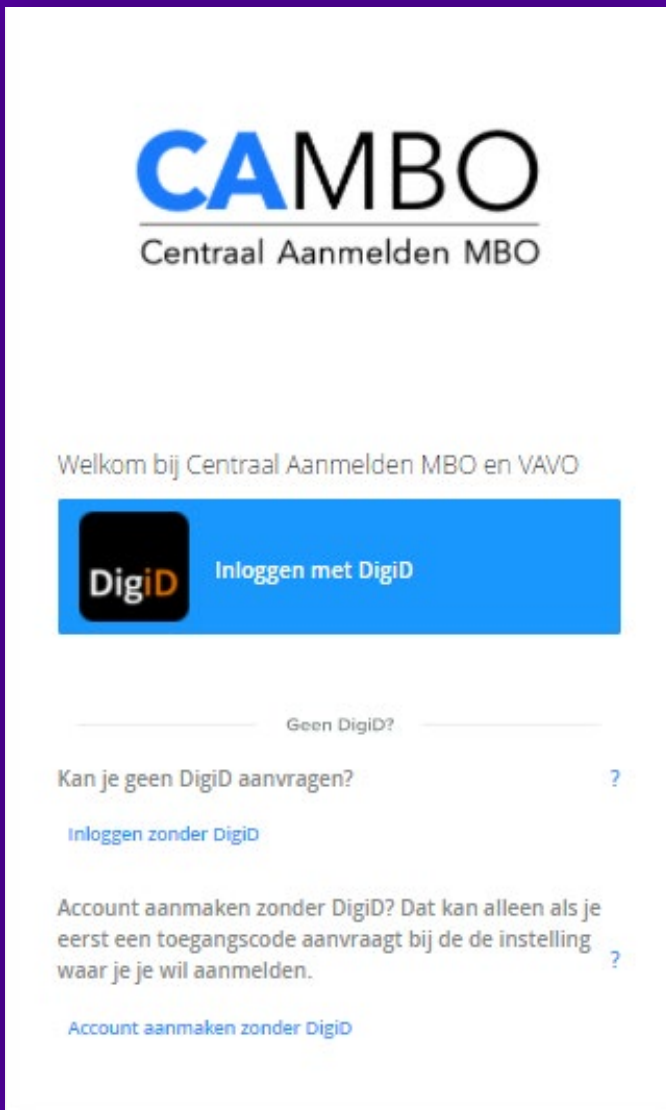 CAMBO
Centraal Aanmelden MBO
Welkom bij Centraal Aanmelden MBO en VAVO
DigiD
Inloggen met DigiD
Geen DigiD?
Kan je geen DigiD aanvragen? ?
Inloggen zonder DigiD
Account aanmaken zonder DigiD? Dat kan alleen als je
eerst een toegangscode aanvraagt bij de de instelling
waar je je wil aanmelden. ?
Account aanmaken zonder DigiD